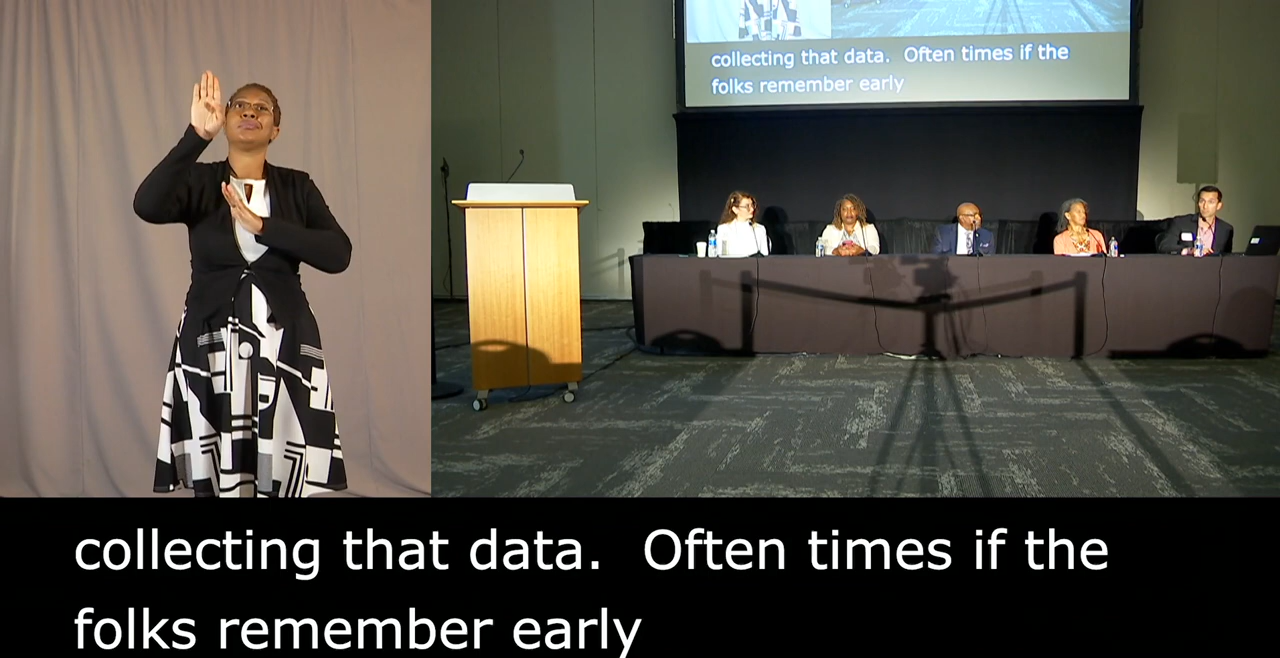 collecting that data.  Often times if the
folks remember early
collecting that data.  Often times if the
folks remember early